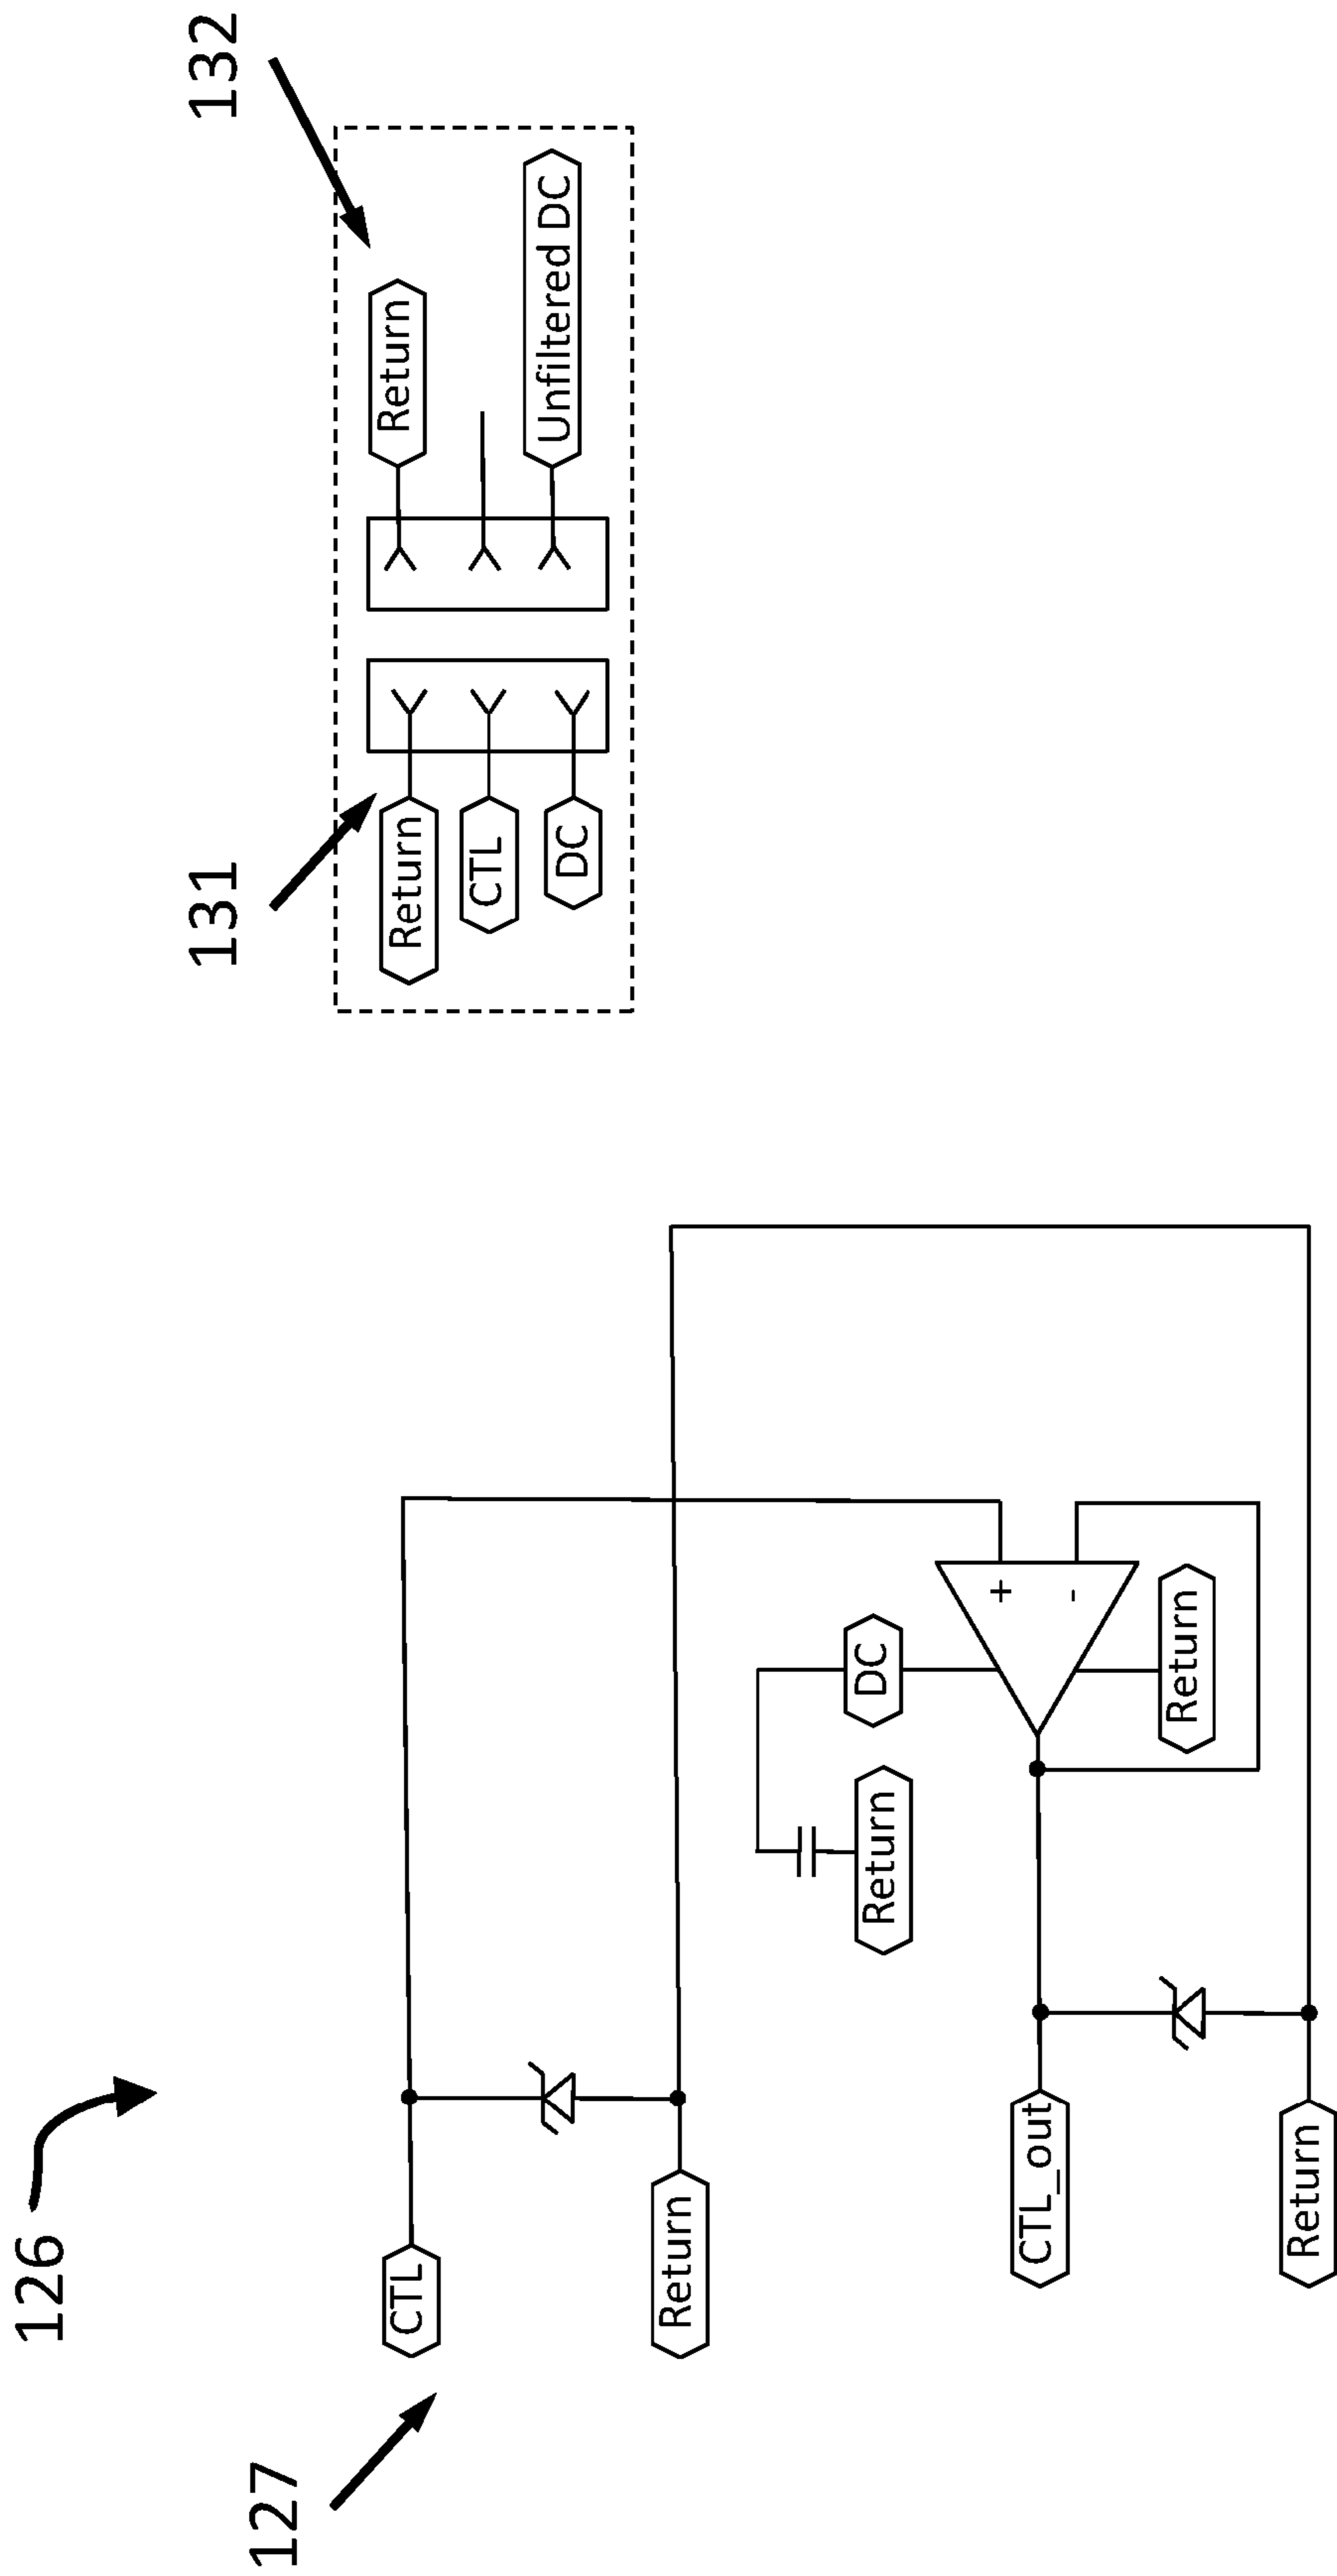 126
127
CTL
Return
Return
DC
+
-
Return
CTL_out
Return
131
132
Return
CTL
DC
Return
Unfiltered DC